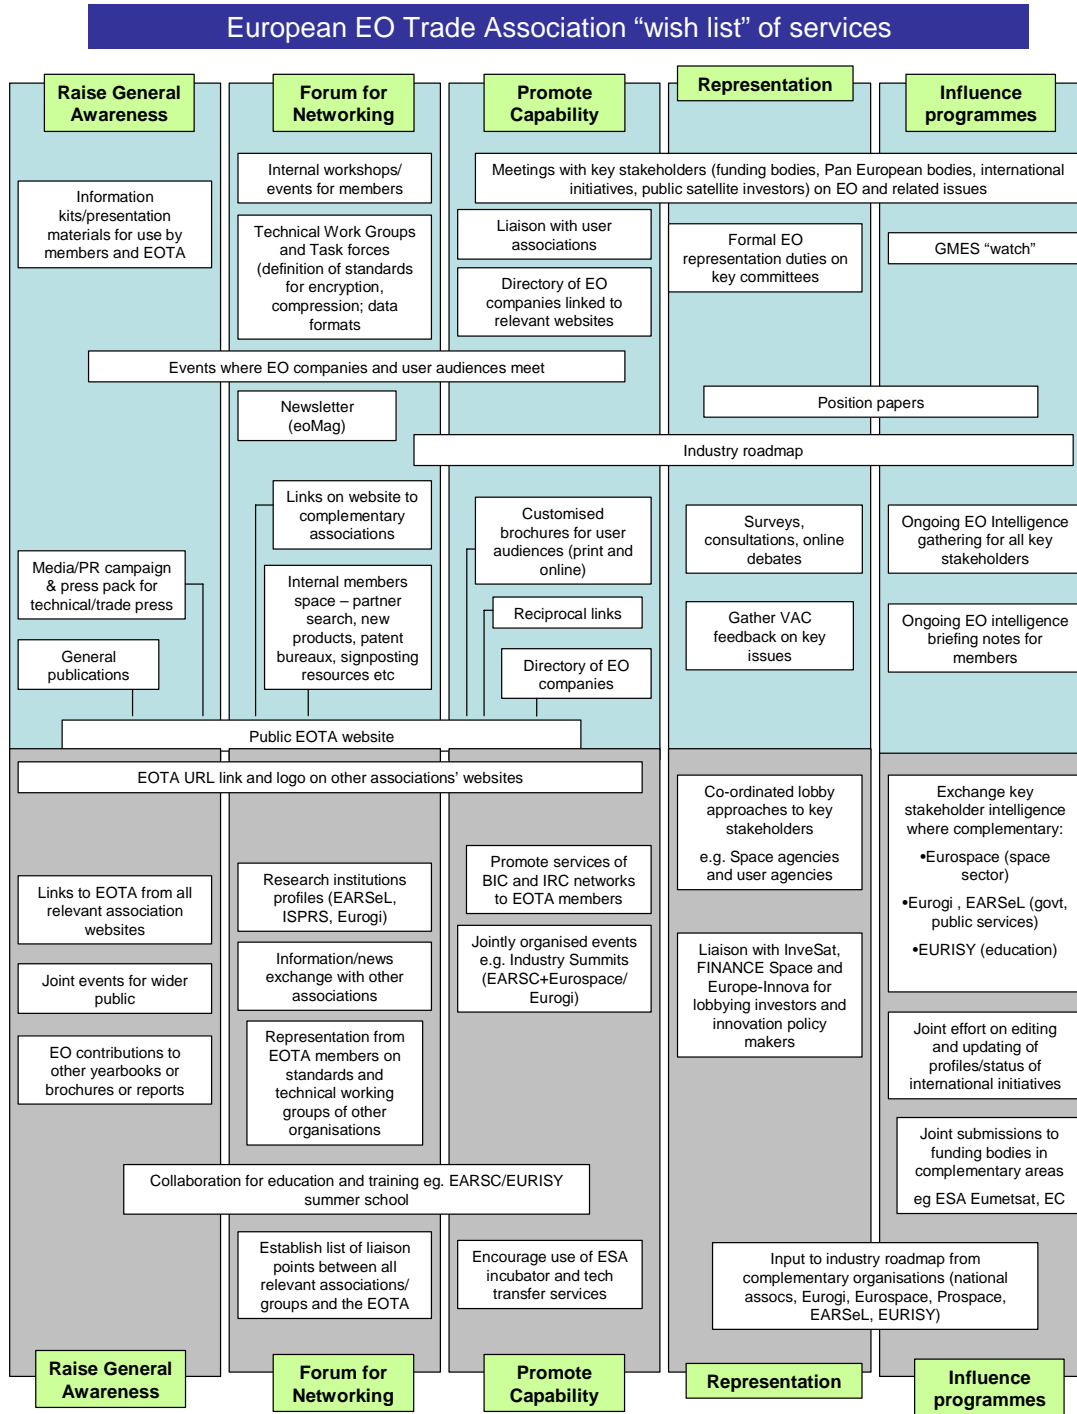 European EO Trade Association “wish list” of services
Raise General
Awareness
Forum for
Networking
Promote
Capability
Representation
Influence
programmes
Internal workshops/
events for members
Meetings with key stakeholders (funding bodies, Pan European bodies, international
initiatives, public satellite investors) on EO and related issues
Information
kits/presentation
materials for use by
members and EOTA
Technical Work Groups
and Task forces
(definition of standards
for encryption,
compression; data
formats
Liaison with user
associations
Directory of EO
companies linked to
relevant websites
Formal EO
representation duties on
key committees
GMES “watch”
Events where EO companies and user audiences meet
Newsletter
(eoMag)
Position papers
Industry roadmap
Links on website to
complementary
associations
Customised
brochures for user
audiences (print and
online)
Surveys,
consultations, online
debates
Ongoing EO Intelligence
gathering for all key
stakeholders
Media/PR campaign
& press pack for
technical/trade press
Internal members
space – partner
search, new
products, patent
bureaux, signposting
resources etc
Reciprocal links
Gather VAC
feedback on key
issues
Ongoing EO intelligence
briefing notes for
members
General
publications
Directory of EO
companies
Public EOTA website
EOTA URL link and logo on other associations’ websites
Co-ordinated lobby
approaches to key
stakeholders
e.g. Space agencies
and user agencies
Exchange key
stakeholder intelligence
where complementary:
•Eurospace (space
sector)
•Eurogi , EARSeL (govt,
public services)
•EURISY (education)
Links to EOTA from all
relevant association
websites
Research institutions
profiles (EARSeL,
ISPRS, Eurogi)
Promote services of
BIC and IRC networks
to EOTA members
Joint events for wider
public
Information/news
exchange with other
associations
Jointly organised events
e.g. Industry Summits
(EARSC+Eurospace/
Eurogi)
Liaison with InveSat,
FINANCE Space and
Europe-Innova for
lobbying investors and
innovation policy
makers
EO contributions to
other yearbooks or
brochures or reports
Representation from
EOTA members on
standards and
technical working
groups of other
organisations
Joint effort on editing
and updating of
profiles/status of
international initiatives
Joint submissions to
funding bodies in
complementary areas
eg ESA Eumetsat, EC
Collaboration for education and training eg. EARSC/EURISY
summer school
Establish list of liaison
points between all
relevant associations/
groups and the EOTA
Encourage use of ESA
incubator and tech
transfer services
Input to industry roadmap from
complementary organisations (national
assocs, Eurogi, Eurospace, Prospace,
EARSeL, EURISY)
Raise General
Awareness
Forum for
Networking
Promote
Capability
Representation
Influence
programmes